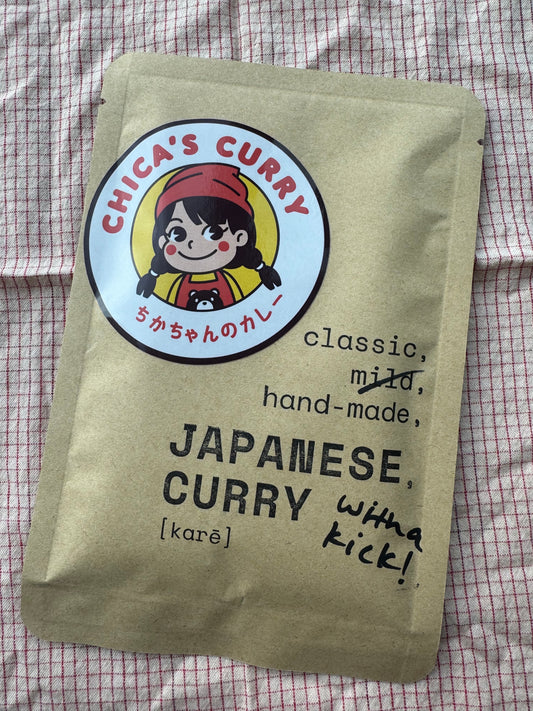 CHICA'S CURRY
ちかちゃんのカレー
classic,
mild,
hand-made,
JAPANESE,
CURRY with a
[karē] kick!